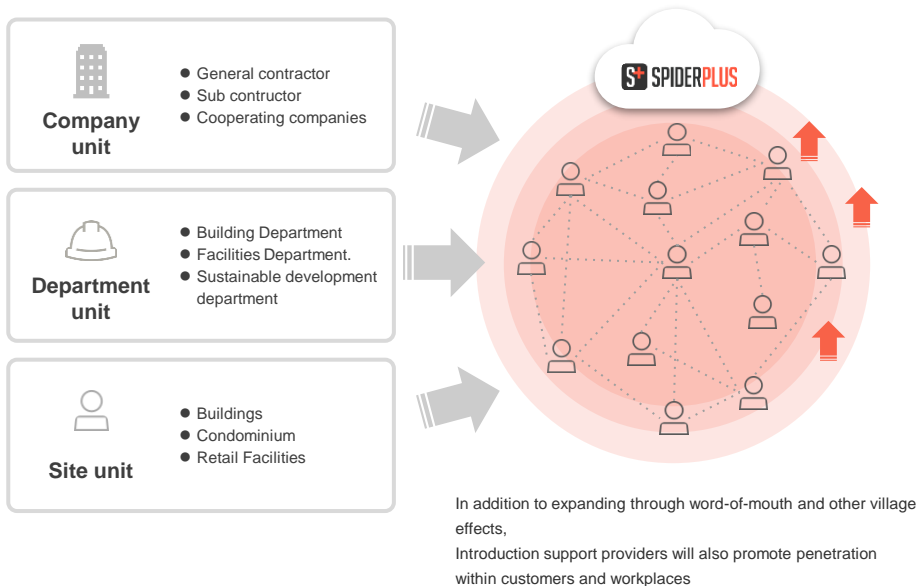 Company
unit
● General contractor
● Sub contructor
● Cooperating companies
Department
unit
● Building Department
● Facilities Department.
● Sustainable development
department
Site unit
● Buildings
● Condominium
● Retail Facilities
S+ SPIDERPLUS
In addition to expanding through word-of-mouth and other village
effects,
Introduction support providers will also promote penetration
within customers and workplaces